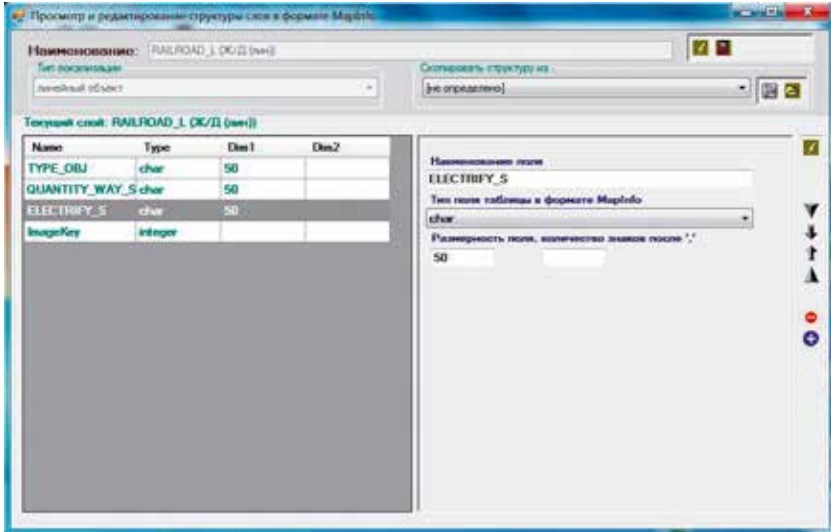 Просмотр и редактирование структуры слоя в формате MapInfo
Наименование: RAILROAD_L (Ж/Д (лин))
Тип локализации
линейный объект
Скопировать структуру из
[не определено]
Текущий слой: RAILROAD_L (Ж/Д (лин))
Name Type Dim1 Dim2
TYPE_OBJ char 50
QUANTITY_WAY_S char 50
ELECTRIFY_S char 50
ImageKey integer
Наименование поля
ELECTRIFY_S
Тип поля таблицы в формате MapInfo
char
Размерность поля, количество знаков после ','
50